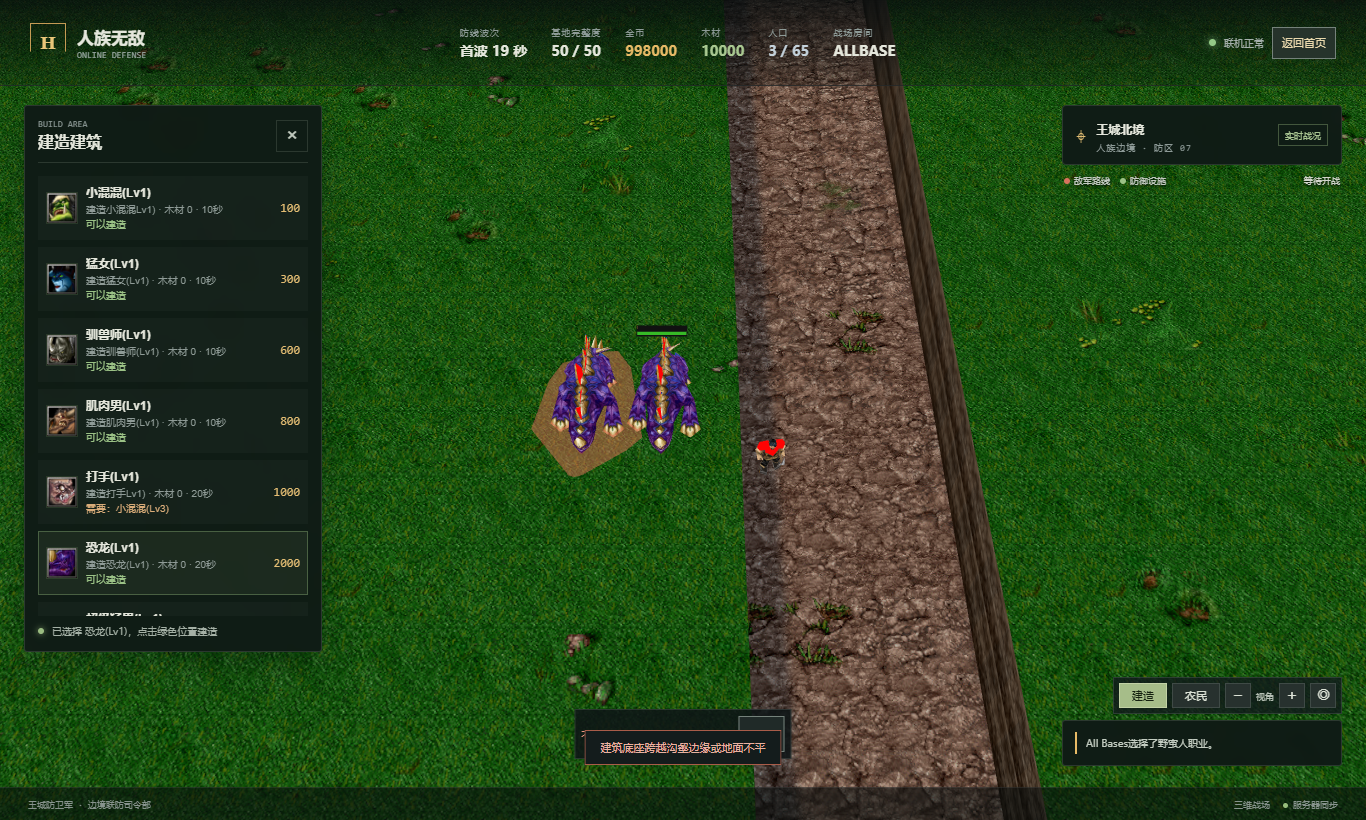 H
人族无敌
ONLINE DEFENSE
防线波次
首波 19 秒
基地完整度
50 / 50
金币
998000
木材
10000
人口
3 / 65
战场房间
ALLBASE
联机正常
返回首页
BUILD AREA
建造建筑
×
小混混(Lv1)
建造小混混Lv1) · 木材 0 · 10秒
可以建造
100
猛女(Lv1)
建造猛女(Lv1) · 木材 0 · 10秒
可以建造
300
驯兽师(Lv1)
建造驯兽师(Lv1) · 木材 0 · 10秒
可以建造
600
肌肉男(Lv1)
建造肌肉男(Lv1) · 木材 0 · 10秒
可以建造
800
打手(Lv1)
建造打手Lv1) · 木材 0 · 20秒
需要：小混混(Lv3)
1000
恐龙(Lv1)
建造恐龙(Lv1) · 木材 0 · 20秒
可以建造
2000
已选择 恐龙(Lv1)，点击绿色位置建造
王城北境
人族边境 · 防区 07
实时战况
敌军路线
防御设施
等待开战
建筑底座跨越沟壑边缘或地面不平
建造
农民
−
视角
+
All Bases选择了野蛮人职业。
王城防卫军 · 边境联防司令部
三维战场
服务器同步